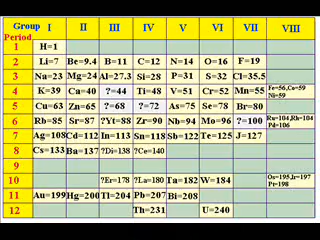 Group I II III IV V VI VII VIII
Period
1 H=1
2 Li=7 Be=9.4 B=11 C=12 N=14 O=16 F=19
3 Na=23 Mg=24 Al=27.3 Si=28 P=31 S=32 Cl=35.5
4 K=39 Ca=40 ?=44 Ti=48 V=51 Cr=52 Mn=55 Fe=56,Co=59
Ni=59
5 Cu=63 Zn=65 ?=68 ?=72 As=75 Se=78 Br=80
6 Rb=85 Sr=87 ?Yt=88 Zr=90 Nb=94 Mo=96 ?=100 Ru=104,Rh=104
Pd=106
7 Ag=108 Cd=112 In=113 Sn=118 Sb=122 Te=125 J=127
8 Cs=133 Ba=137 ?Di=138 ?Ce=140
9
10 ?Er=178 ?La=180 Ta=182 W=184 Os=195,Ir=197
Pt=198
11 Au=199 Hg=200 Tl=204 Pb=207 Bi=208
12 Th=231 U=240